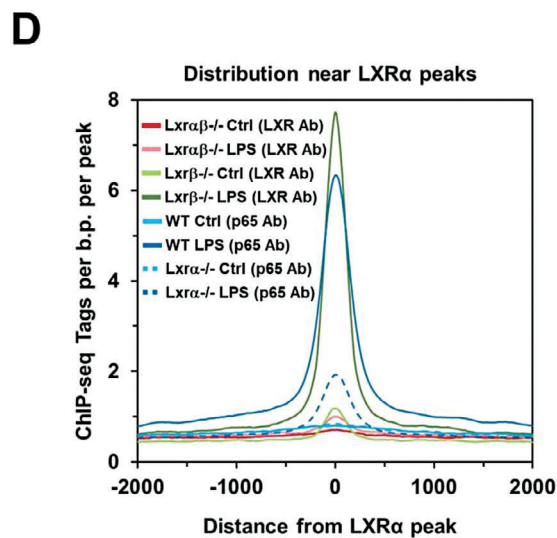 D
Distribution near LXRα peaks
ChIP-seq Tags per b.p. per peak
8
6
4
2
0
Lxrαβ-/- Ctrl (LXR Ab)
Lxrαβ-/- LPS (LXR Ab)
Lxrβ-/- Ctrl (LXR Ab)
Lxrβ-/- LPS (LXR Ab)
WT Ctrl (p65 Ab)
WT LPS (p65 Ab)
Lxrα-/- Ctrl (p65 Ab)
Lxrα-/- LPS (p65 Ab)
-2000 -1000 0 1000 2000
Distance from LXRα peak